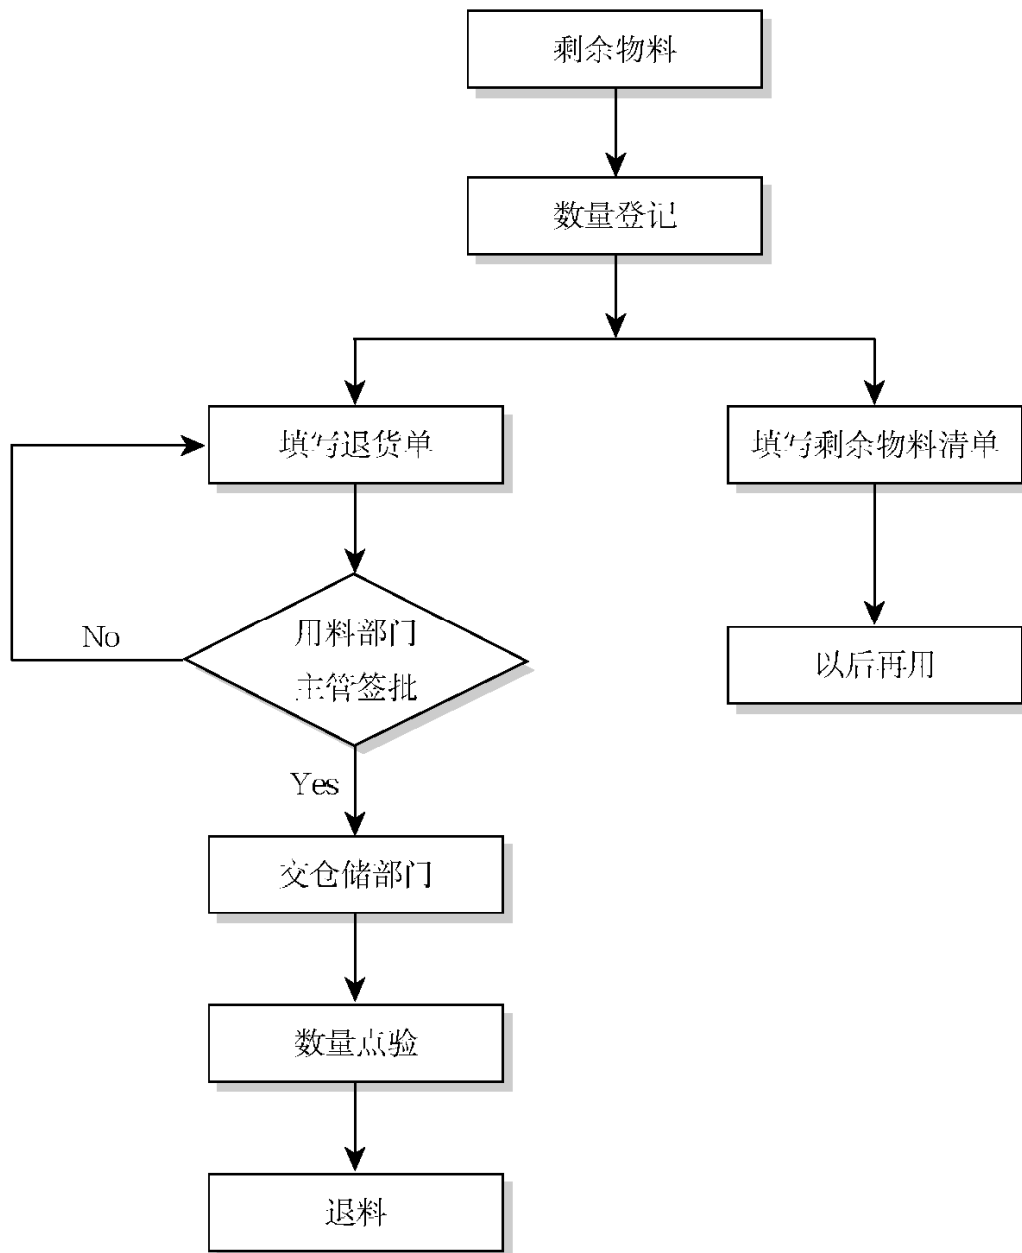 剩余物料
数量登记
填写退货单
填写剩余物料清单
No
用料部门
主管签批
以后再用
Yes
交仓储部门
数量点验
退料